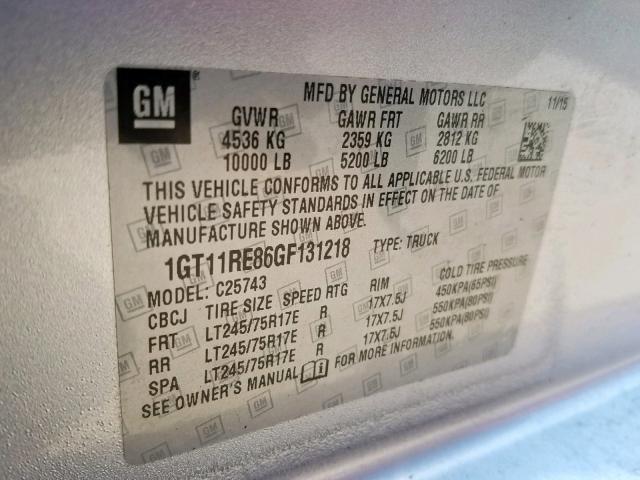 GM
MFD BY GENERAL MOTORS LLC 11/15
GVWR GAWR FRT GAWR RR
4536 KG 2359 KG 2812 KG
10000 LB 5200 LB 6200 LB
THIS VEHICLE CONFORMS TO ALL APPLICABLE U.S. FEDERAL MOTOR
VEHICLE SAFETY STANDARDS IN EFFECT ON THE DATE OF
MANUFACTURE SHOWN ABOVE.
1GT11RE86GF131218 TYPE: TRUCK
MODEL: C25743
CBCJ TIRE SIZE SPEED RTG RIM COLD TIRE PRESSURE
FRT LT245/75R17E R 17X7.5J 450KPA(65PSI)
RR LT245/75R17E R 17X7.5J 550KPA(80PSI)
SPA LT245/75R17E R 17X7.5J 550KPA(80PSI)
SEE OWNER'S MANUAL FOR MORE INFORMATION.